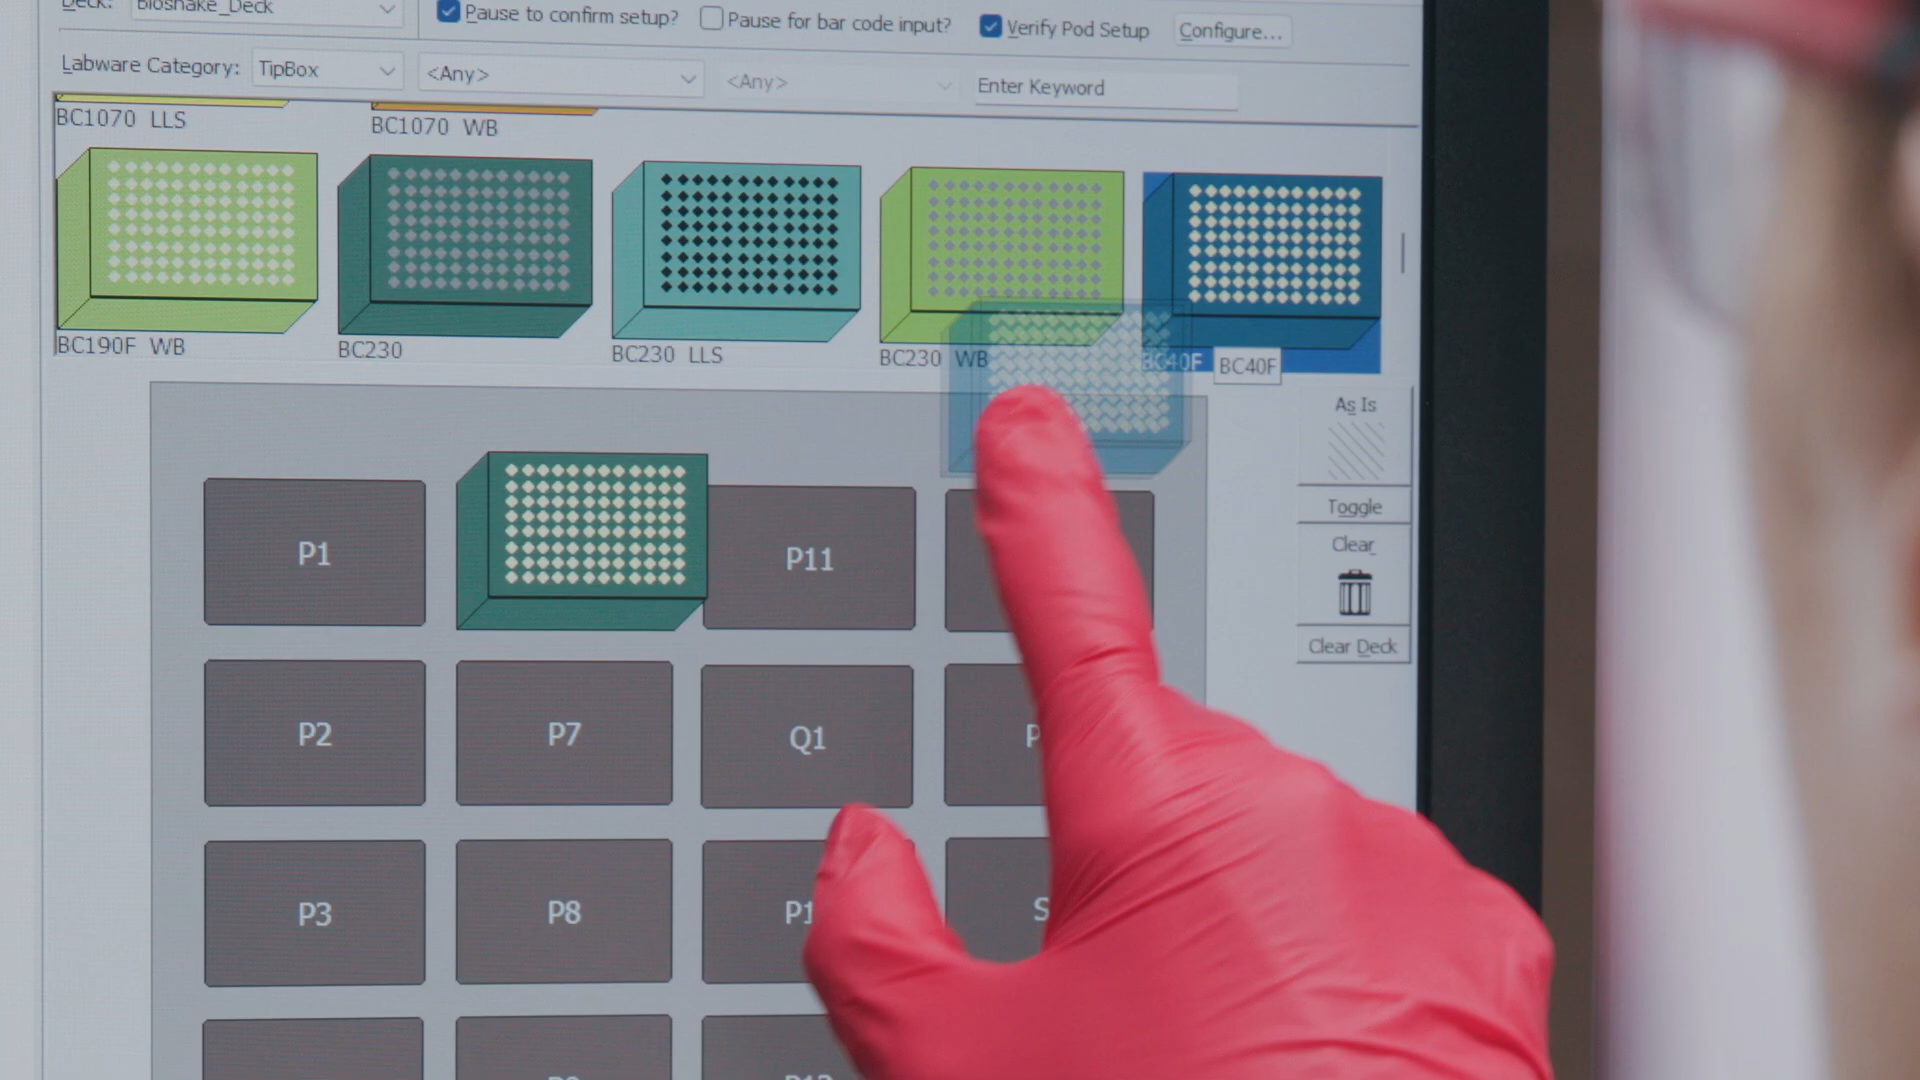 Deck: Bioshake_Deck Pause to confirm setup? Pause for bar code input? Verify Pod Setup Configure...
Labware Category: TipBox <Any> <Any> Enter Keyword
BC1070 LLS BC1070 WB
BC190F WB BC230 BC230 LLS BC230 WB BC40F BC40F
As Is
Toggle
Clear
Clear Deck
P1 P11
P2 P7 Q1
P3 P8